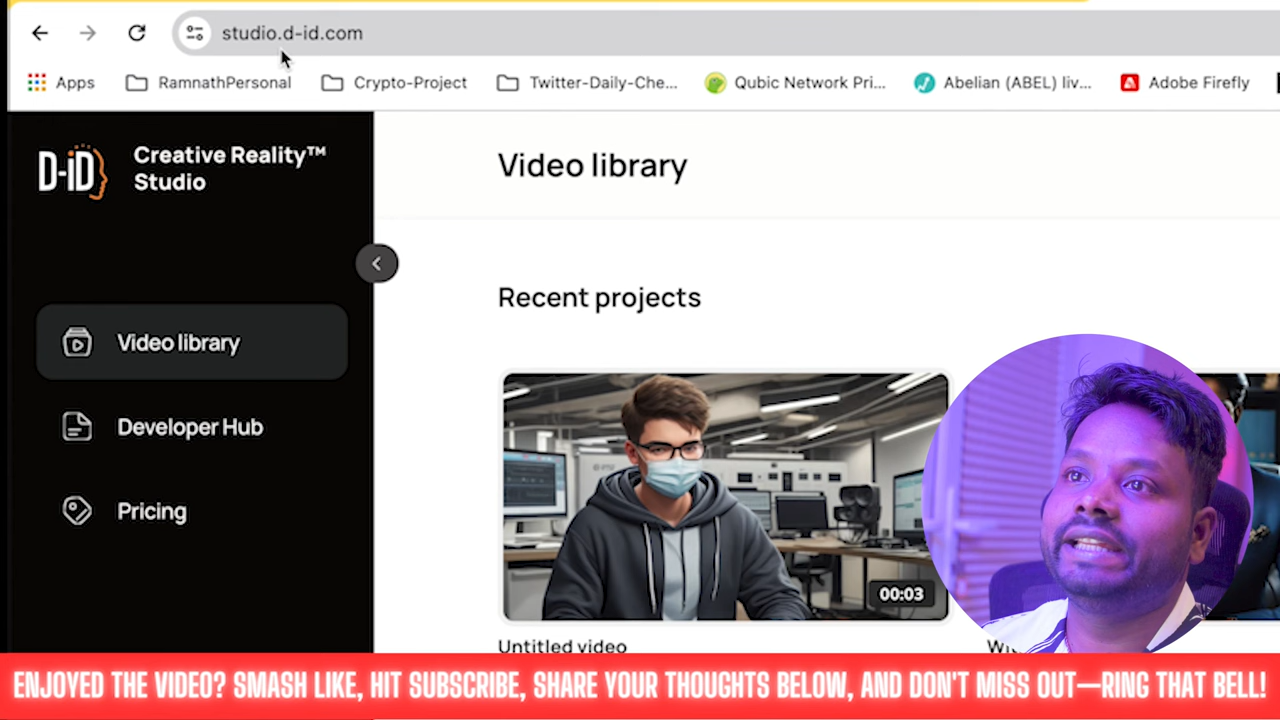 studio.d-id.com
Apps RamnathPersonal Crypto-Project Twitter-Daily-Che... Qubic Network Pri... Abelian (ABEL) liv... Adobe Firefly
D-iD
Creative Reality™
Studio
Video library
Developer Hub
Pricing
Video library
Recent projects
00:03
Untitled video
ENJOYED THE VIDEO? SMASH LIKE, HIT SUBSCRIBE, SHARE YOUR THOUGHTS BELOW, AND DON'T MISS OUT—RING THAT BELL!